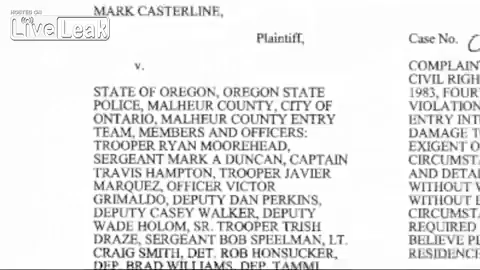 HOSTED ON
LiveLeak
MARK CASTERLINE,
Plaintiff,
v.
STATE OF OREGON, OREGON STATE
POLICE, MALHEUR COUNTY, CITY OF
ONTARIO, MALHEUR COUNTY ENTRY
TEAM, MEMBERS AND OFFICERS:
TROOPER RYAN MOOREHEAD,
SERGEANT MARK A DUNCAN, CAPTAIN
TRAVIS HAMPTON, TROOPER JAVIER
MARQUEZ, OFFICER VICTOR
GRIMALDO, DEPUTY DAN PERKINS,
DEPUTY CASEY WALKER, DEPUTY
WADE HOLOM, SR. TROOPER TRISH
DRAZE, SERGEANT BOB SPEELMAN, LT.
CRAIG SMITH, DET. ROB HONSUCKER,
DEP. BRAD WILLIAMS, DEP. TAMMI
Case No.
COMPLAIN
CIVIL RIGH
1983, FOURT
VIOLATION
ENTRY INT
DAMAGE TO
EXIGENT O
CIRCUMSTA
AND DETAI
WITHOUT W
WITHOUT V
REQUIRED
BELIEVE PL
CIRCUMSTA
RESIDENCE